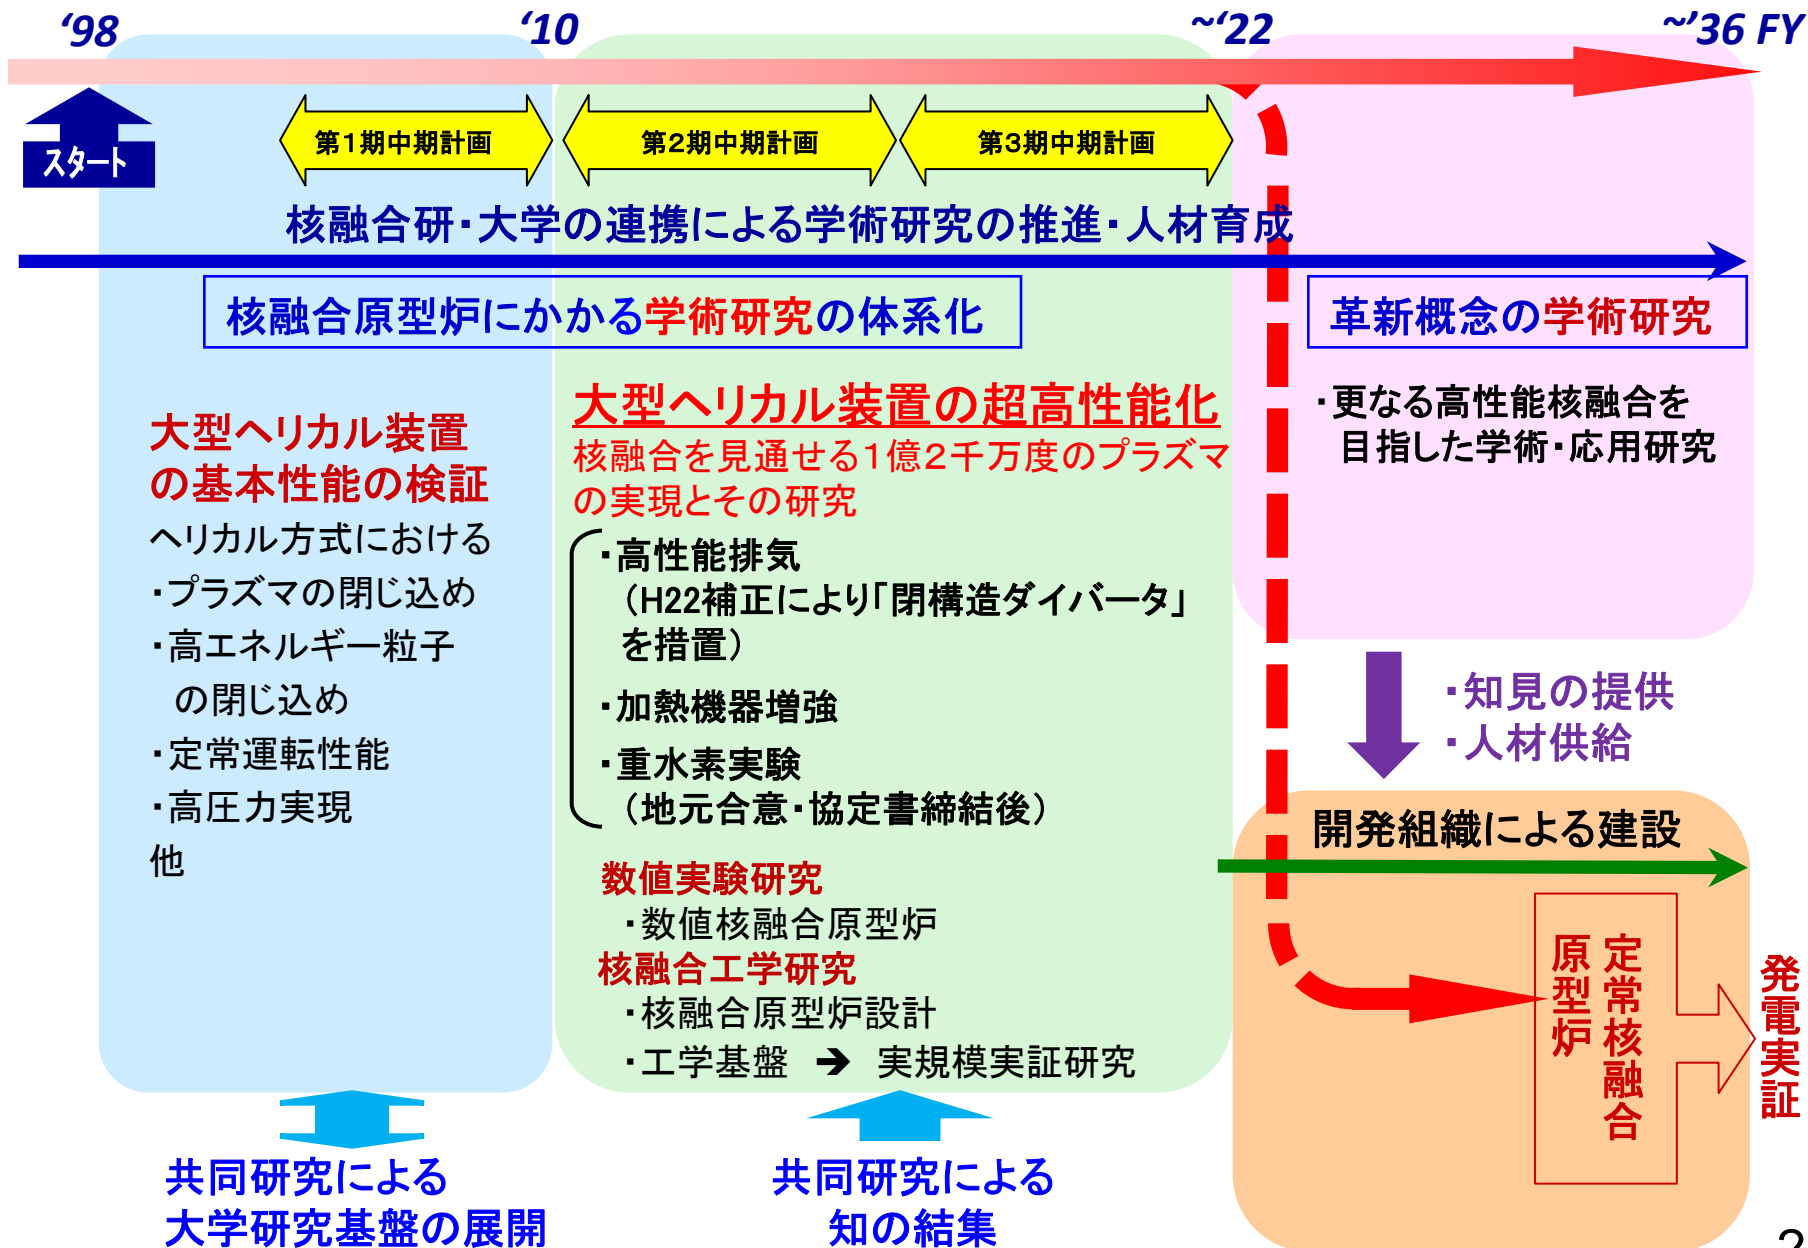 ‘98
‘10
~‘22
~’36 FY
スタート
第1期中期計画
第2期中期計画
第3期中期計画
核融合研・大学の連携による学術研究の推進・人材育成
核融合原型炉にかかる学術研究の体系化
革新概念の学術研究
大型ヘリカル装置
の基本性能の検証
ヘリカル方式における
・プラズマの閉じ込め
・高エネルギー粒子
の閉じ込め
・定常運転性能
・高圧力実現
他
大型ヘリカル装置の超高性能化
核融合を見通せる1億2千万度のプラズマ
の実現とその研究
・高性能排気
（H22補正により「閉構造ダイバータ」
を措置）
・加熱機器増強
・重水素実験
（地元合意・協定書締結後）
数値実験研究
・数値核融合原型炉
核融合工学研究
・核融合原型炉設計
・工学基盤 ➔ 実規模実証研究
・更なる高性能核融合を
目指した学術・応用研究
・知見の提供
・人材供給
開発組織による建設
定常核融合
原型炉
発電実証
共同研究による
大学研究基盤の展開
共同研究による
知の結集
2